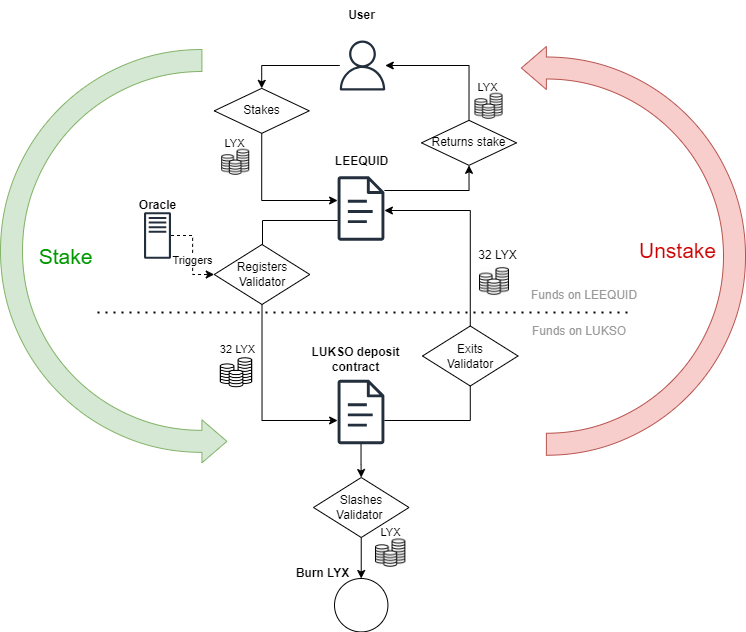 User
Stakes
LYX
LYX
Returns stake
LEEQUID
Oracle
Triggers
Registers
Validator
Stake
Unstake
32 LYX
Funds on LEEQUID
Funds on LUKSO
32 LYX
LUKSO deposit
contract
Exits
Validator
Slashes
Validator
LYX
Burn LYX